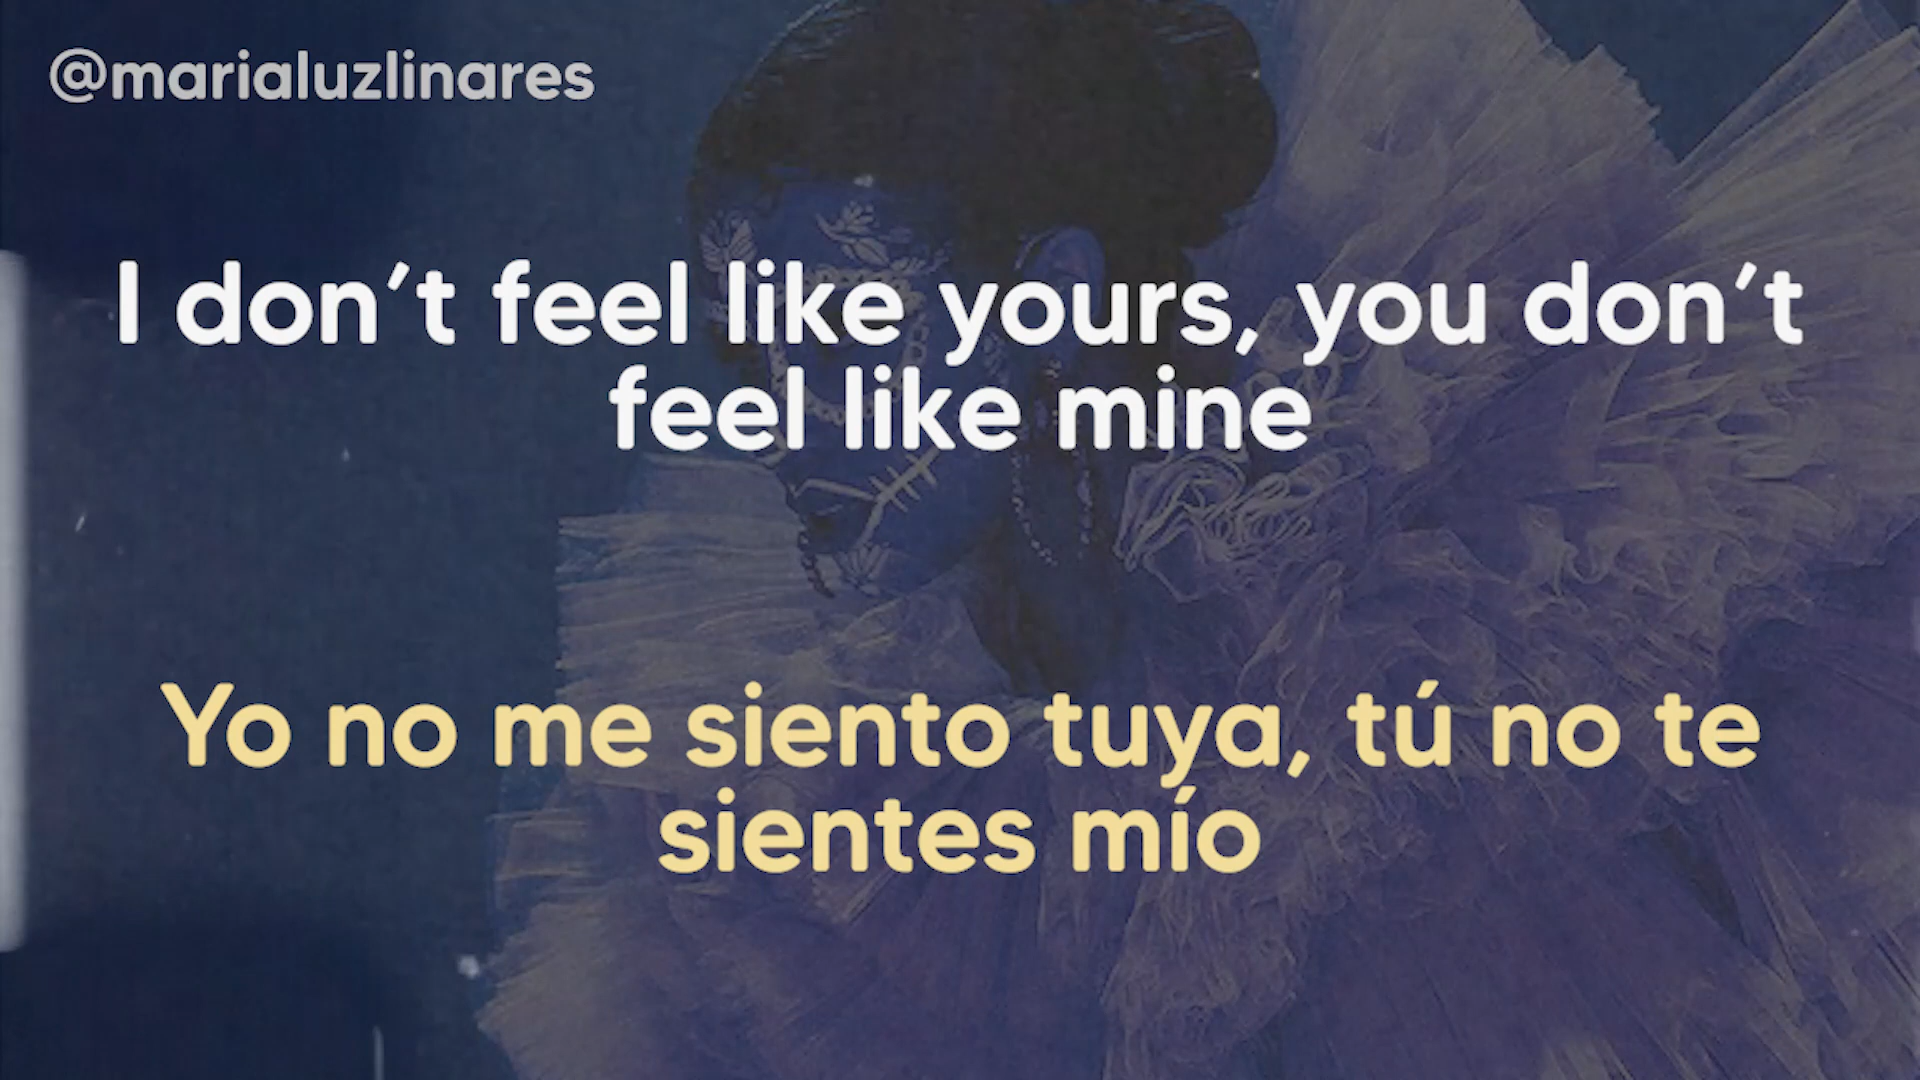 @marialuzlinares
I don’t feel like yours, you don’t
feel like mine
Yo no me siento tuya, tú no te
sientes mío